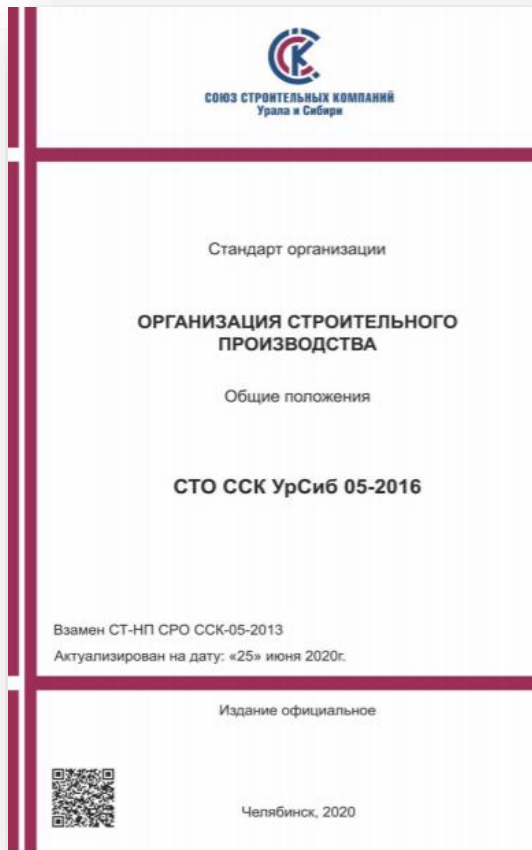 СОЮЗ СТРОИТЕЛЬНЫХ КОМПАНИЙ
Урала и Сибири
Стандарт организации
ОРГАНИЗАЦИЯ СТРОИТЕЛЬНОГО
ПРОИЗВОДСТВА
Общие положения
СТО ССК УрСиб 05-2016
Взамен СТ-НП СРО ССК-05-2013
Актуализирован на дату: «25» июня 2020г.
Издание официальное
Челябинск, 2020